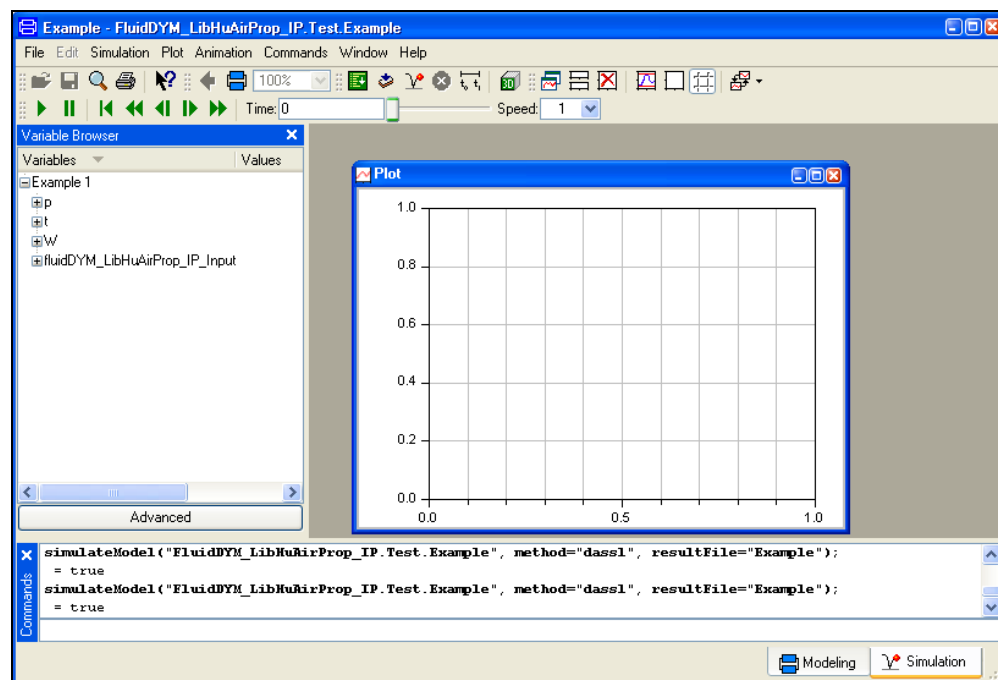 Example - FluidDYM_LibHuAirProp_IP.Test.Example
File Edit Simulation Plot Animation Commands Window Help
100%
3D
Time: 0 Speed: 1
Variable Browser
Variables Values
Example 1
p
t
W
fluidDYM_LibHuAirProp_IP_Input
Advanced
Plot
1.0
0.8
0.6
0.4
0.2
0.0
0.0 0.5 1.0
Commands
simulateModel("FluidDYM_LibHuAirProp_IP.Test.Example", method="dassl", resultFile="Example");
= true
simulateModel("FluidDYM_LibHuAirProp_IP.Test.Example", method="dassl", resultFile="Example");
= true
Modeling Simulation